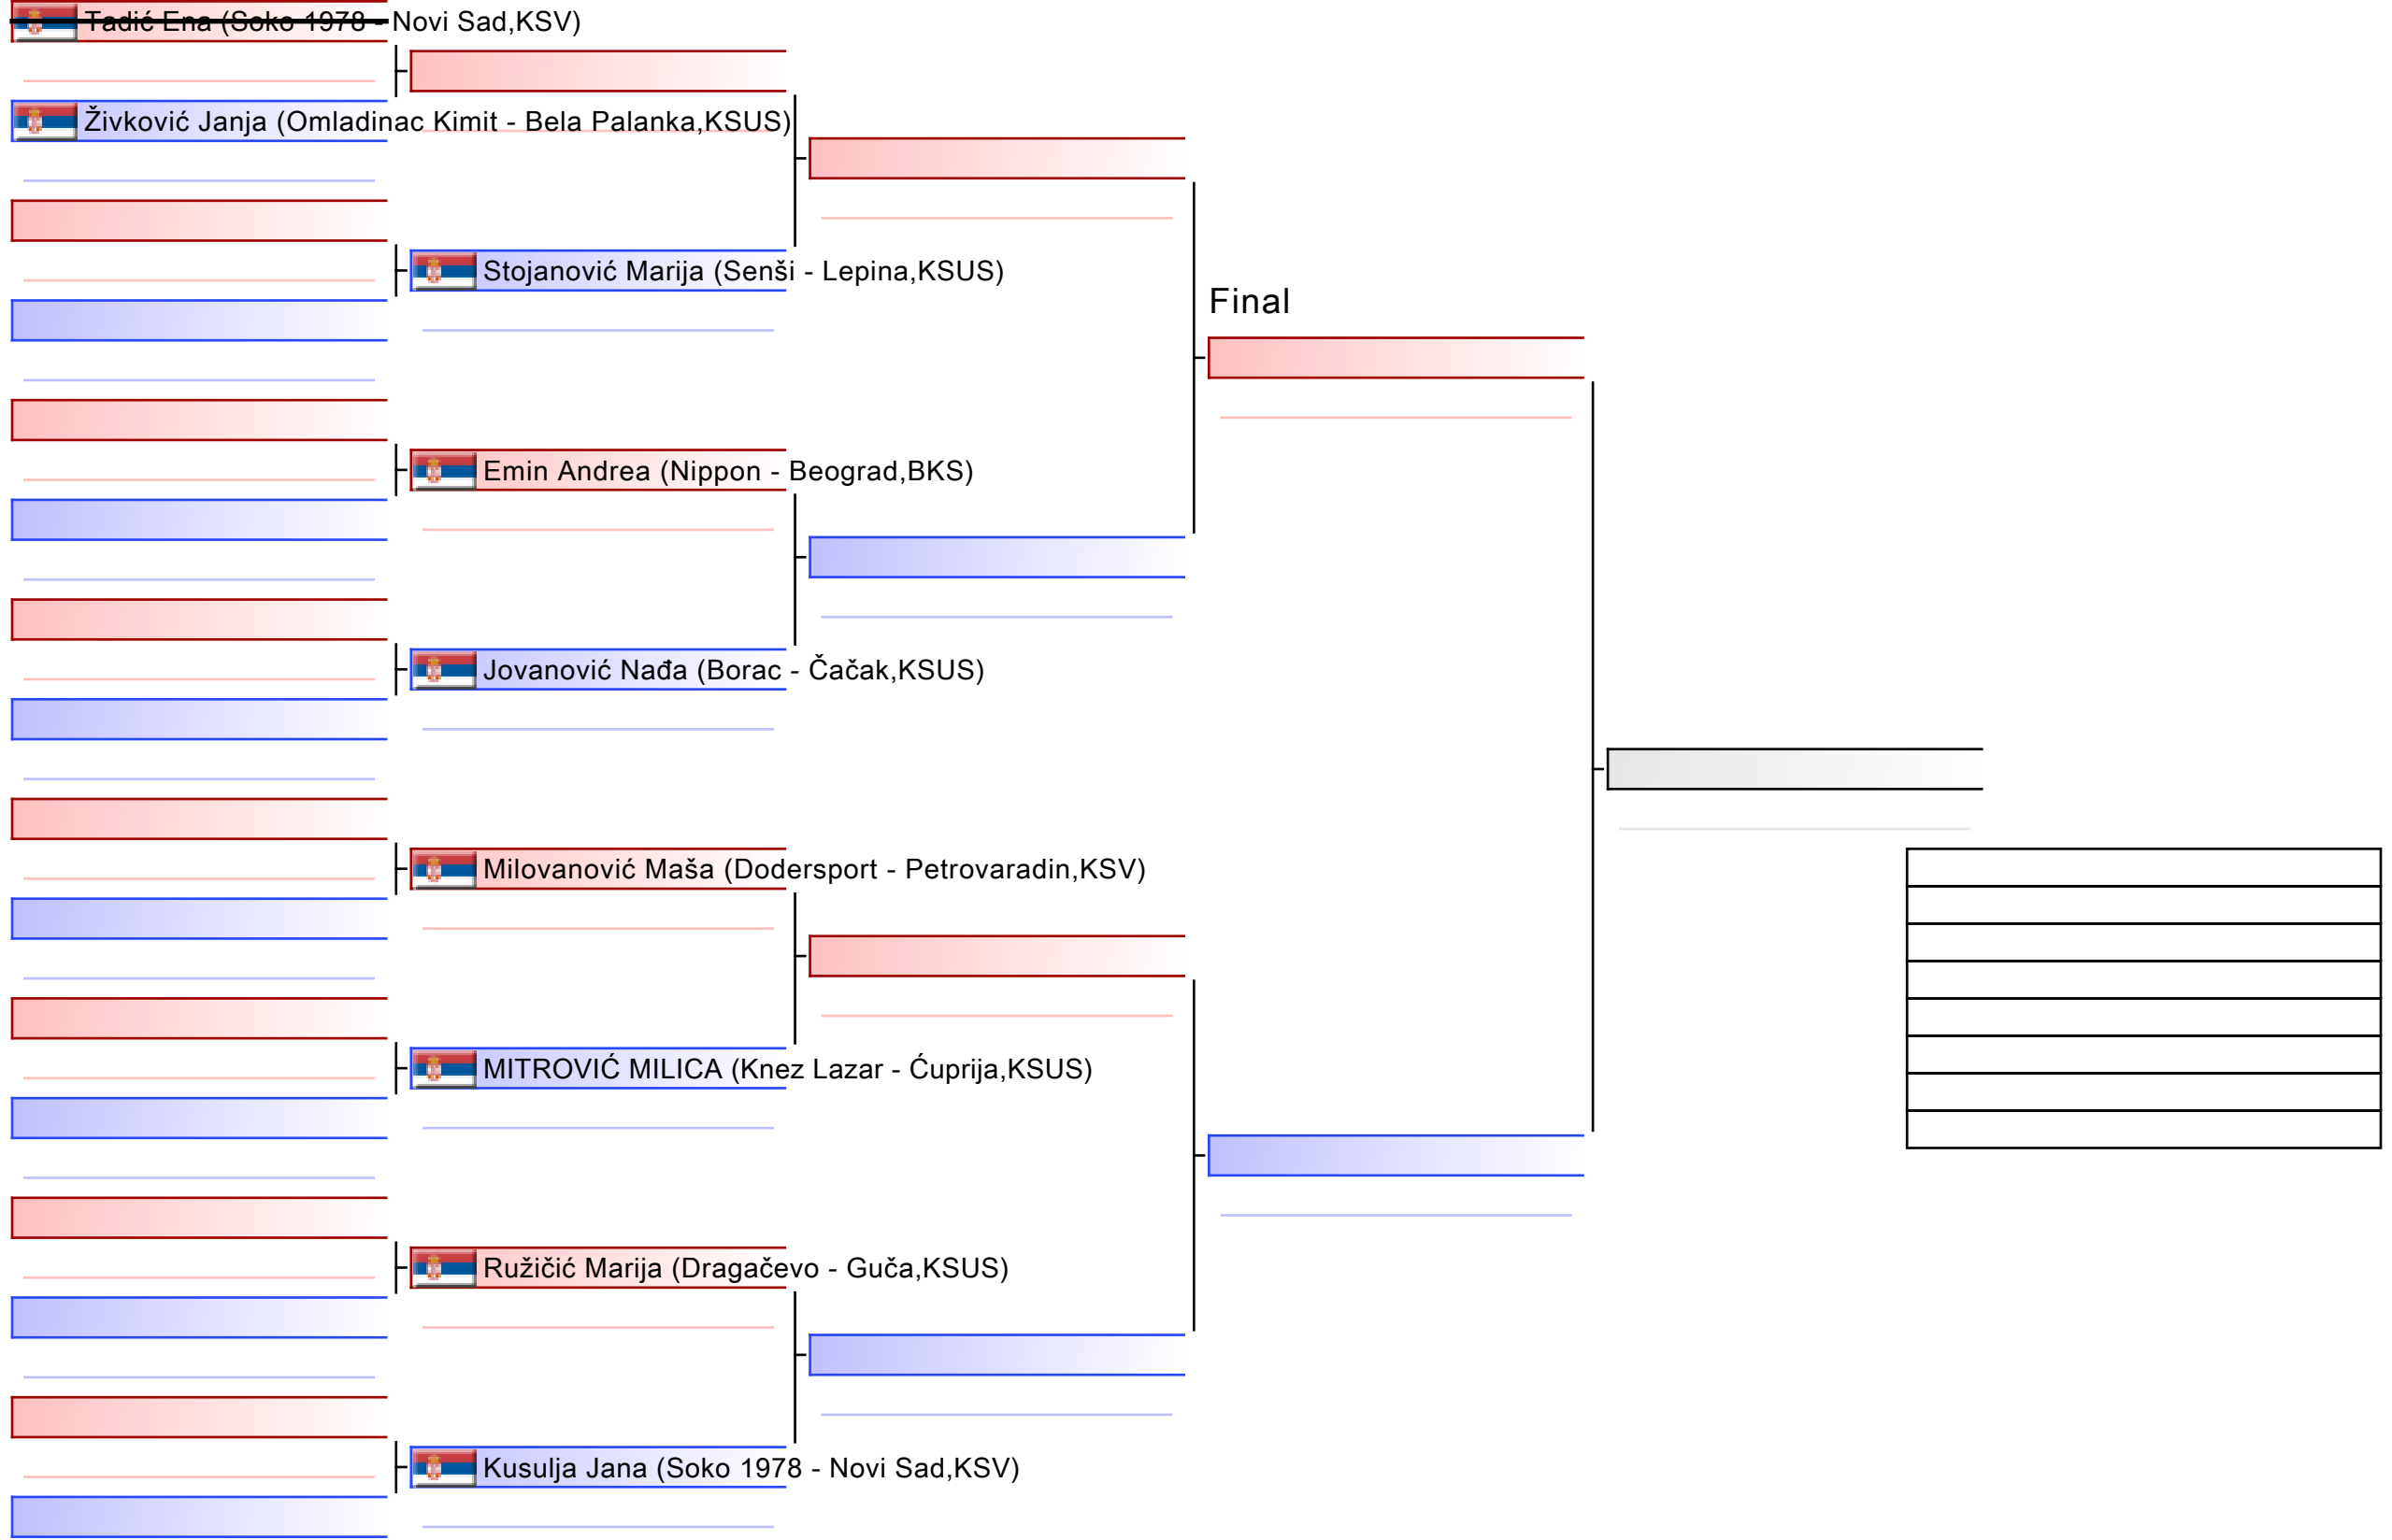 Tadić Ena (Soko 1978 - Novi Sad,KSV)
Živković Janja (Omladinac Kimit - Bela Palanka,KSUS)
Stojanović Marija (Senši - Lepina,KSUS)
Final
Emin Andrea (Nippon - Beograd,BKS)
Jovanović Nađa (Borac - Čačak,KSUS)
Milovanović Maša (Dodersport - Petrovaradin,KSV)
MITROVIĆ MILICA (Knez Lazar - Ćuprija,KSUS)
Ružičić Marija (Dragačevo - Guča,KSUS)
Kusulja Jana (Soko 1978 - Novi Sad,KSV)